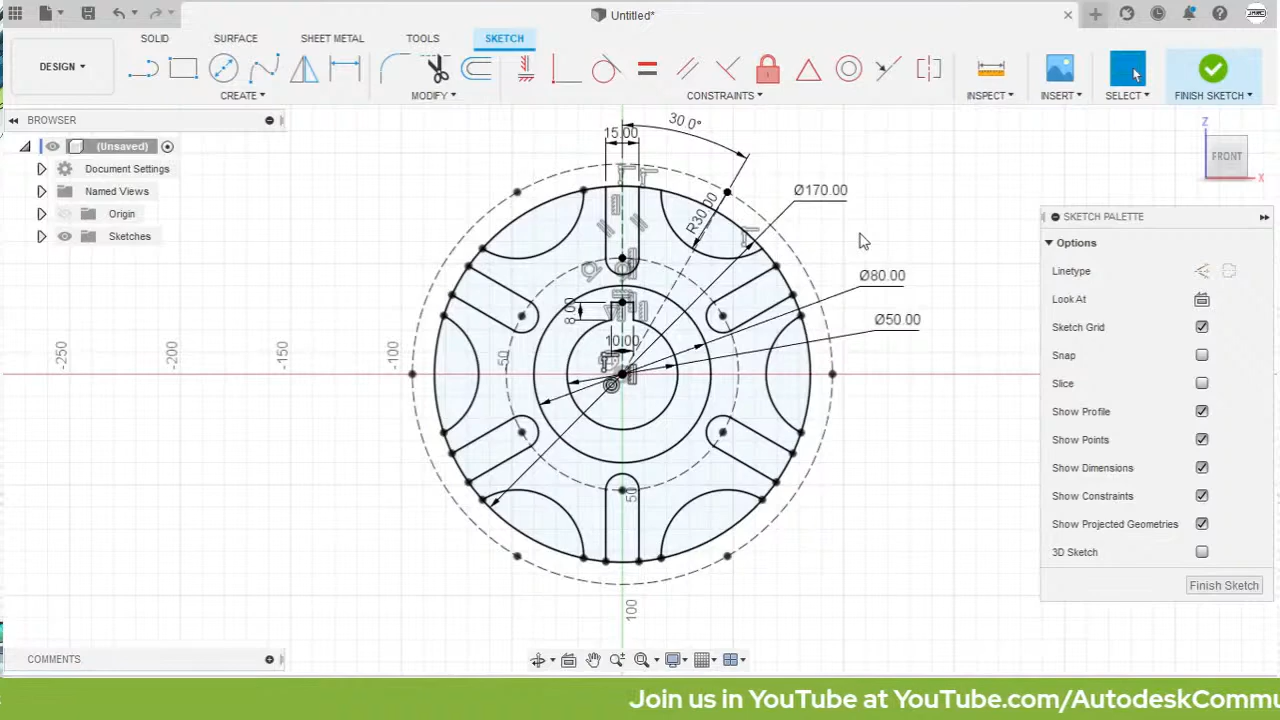 Untitled*
JMRC
SOLID SURFACE SHEET METAL TOOLS SKETCH
DESIGN
CREATE MODIFY CONSTRAINTS INSPECT INSERT SELECT FINISH SKETCH
BROWSER
(Unsaved)
Document Settings
Named Views
Origin
Sketches
30.0°
15.00
R30.00
Ø170.00
Ø80.00
Ø50.00
8.00
10.00
-250
-200
-150
-100
-50
50
100
Z
FRONT
X
SKETCH PALETTE
Options
Linetype
Look At
Sketch Grid
Snap
Slice
Show Profile
Show Points
Show Dimensions
Show Constraints
Show Projected Geometries
3D Sketch
Finish Sketch
COMMENTS
Join us in YouTube at YouTube.com/AutodeskCommu